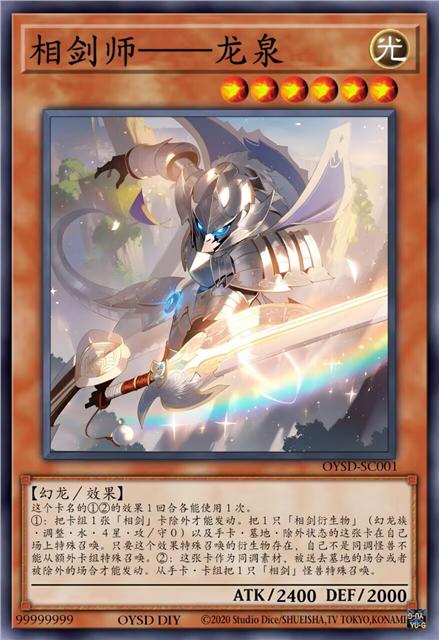 相剑师——龙泉
光
OYSD-SC001
【幻龙／效果】
这个卡名的①②的效果1回合各能使用1次。
①：把卡组1张「相剑」卡除外才能发动。把1只「相剑衍生物」（幻龙族
·调整·水·4星·攻/守0）以及手卡·墓地·除外状态的这张卡在自己
场上特殊召唤。只要这个效果特殊召唤的衍生物存在，自己不是同调怪兽不
能从额外卡组特殊召唤。②：这张卡作为同调素材，被送去墓地的场合或者
被除外的场合才能发动。从手卡·卡组把1只「相剑」怪兽特殊召唤。
ATK/2400 DEF/2000
99999999 OYSD DIY ©2020 Studio Dice/SHUEISHA,TV TOKYO,KONAMI